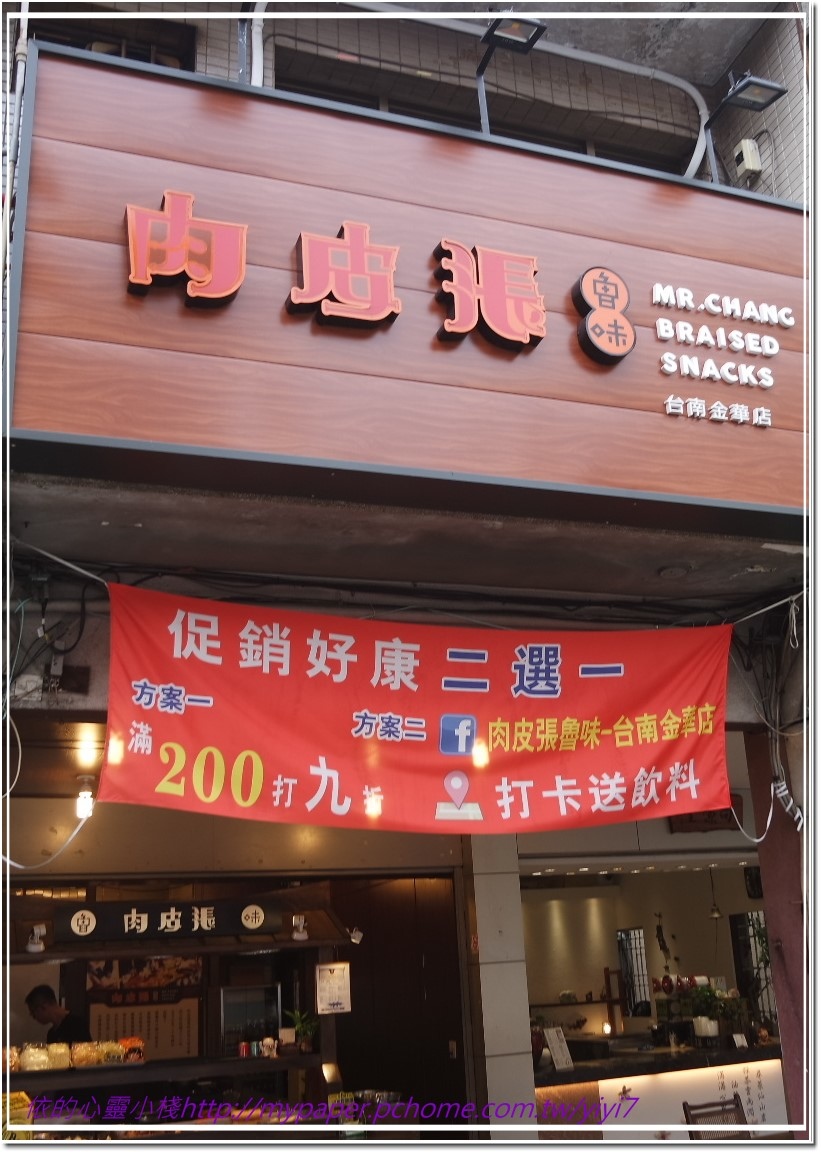 肉皮張 魯味
MR.CHANG
BRAISED
SNACKS
台南金華店
促銷好康二選一
方案一
滿200打九折
方案二 f 肉皮張魯味-台南金華店
打卡送飲料
魯 肉皮張 味
依的心靈小棧http://mypaper.pchome.com.tw/yiyi7